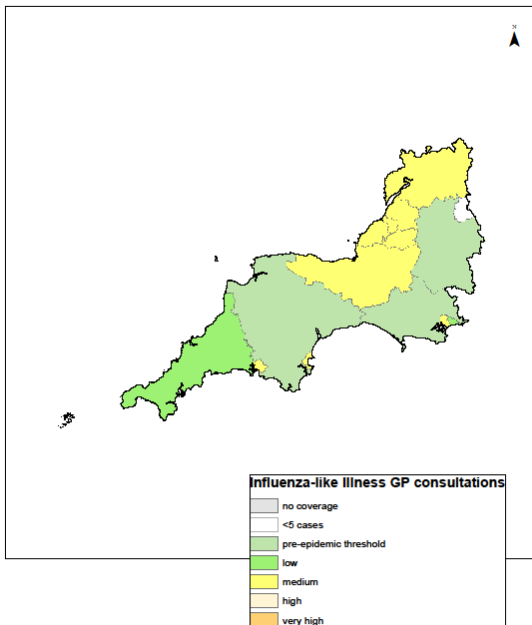 N
Influenza-like Illness GP consultations
no coverage
<5 cases
pre-epidemic threshold
low
medium
high
very high